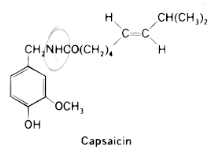 H
CH(CH₃)₂
C=C
CH₂NHCO(CH₂)₄
H
OCH₃
OH
Capsaicin